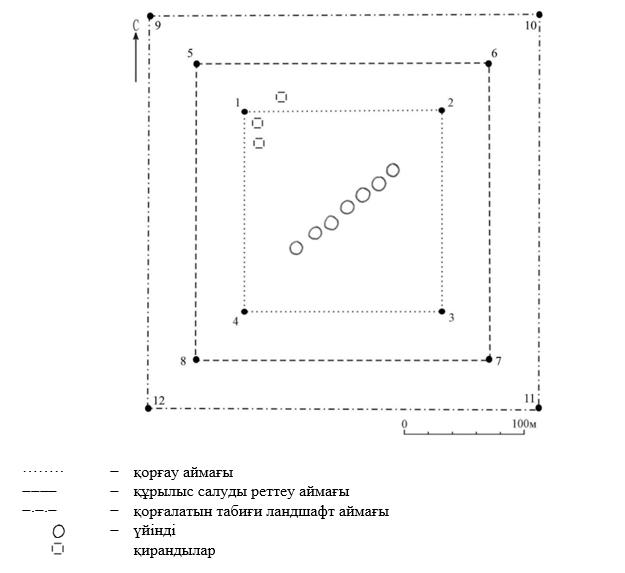 С
9
10
5
6
1
2
4
3
8
7
12
11
0 100м
........ – қорғау аймағы
———— – құрылыс салуды реттеу аймағы
–·–·– – қорғалатын табиғи ландшафт аймағы
– үйінді
қирандылар